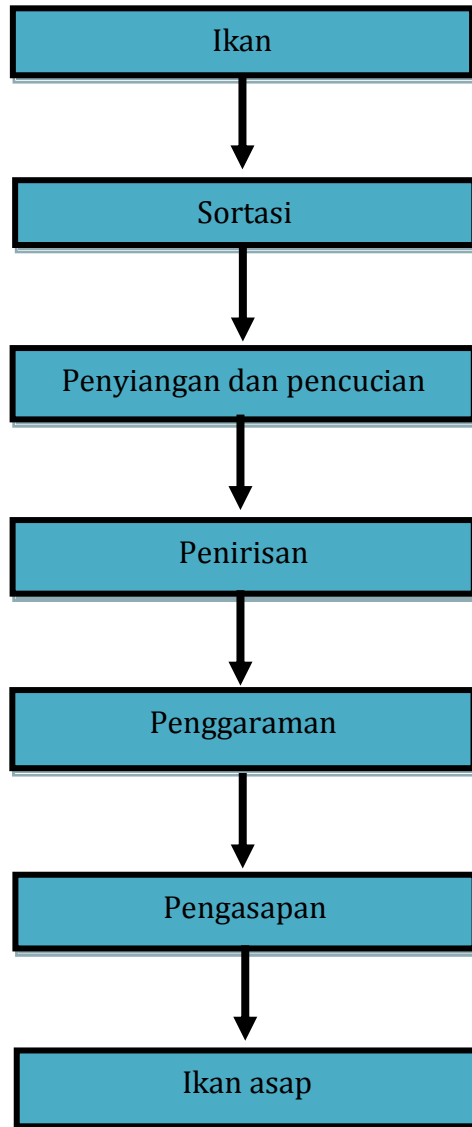 Ikan
Sortasi
Penyiangan dan pencucian
Penirisan
Penggaraman
Pengasapan
Ikan asap